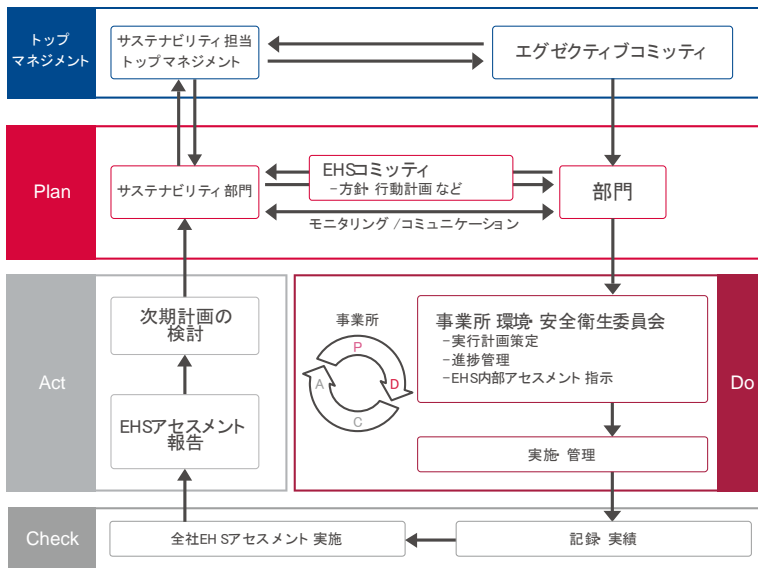 トップ
マネジメント
サステナビリティ担当
トップマネジメント
エグゼクティブコミッティ
Plan
サステナビリティ部門
EHSコミッティ
-方針・行動計画など
モニタリング/コミュニケーション
部門
Act
次期計画の
検討
EHSアセスメント
報告
事業所
P
D
C
A
事業所 環境・安全衛生委員会
-実行計画策定
-進捗管理
-EHS内部アセスメント指示
実施・管理
Do
Check
全社EHSアセスメント実施
記録・実績